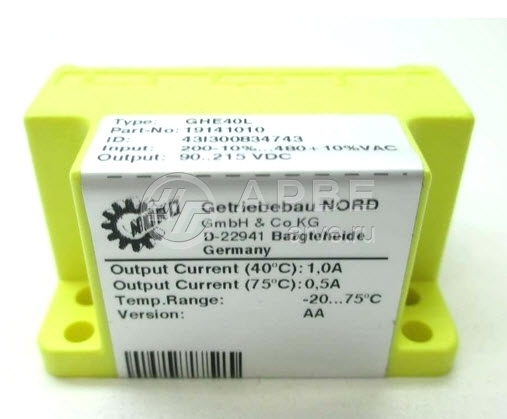 Type: GHE40L
Part-No: 19141010
ID: 43I300834743
Input: 200-10%...480+10%VAC
Output: 90..215 VDC
NORD
Getriebebau NORD
GmbH & Co KG
D-22941 Bargteheide
Germany
Output Current (40°C): 1,0A
Output Current (75°C): 0,5A
Temp.Range: -20...75°C
Version: AA